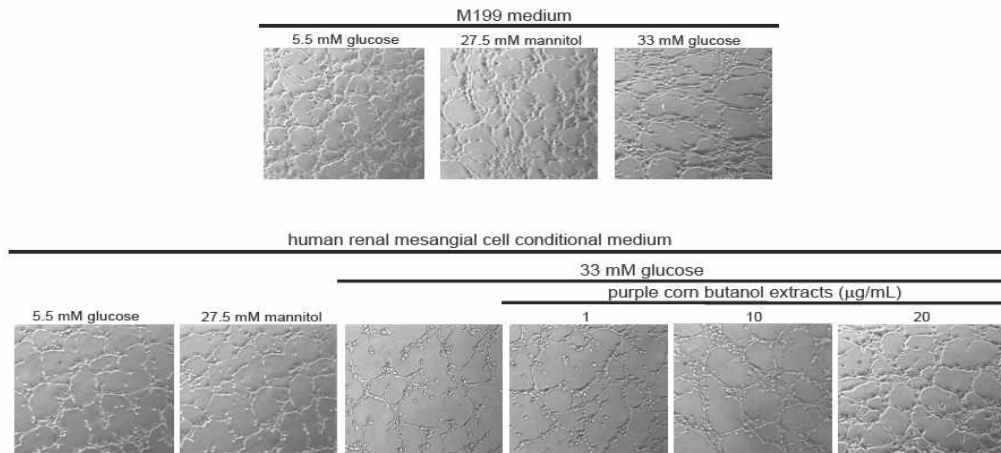 M199 medium
5.5 mM glucose 27.5 mM mannitol 33 mM glucose
human renal mesangial cell conditional medium
33 mM glucose
purple corn butanol extracts (μg/mL)
5.5 mM glucose 27.5 mM mannitol 1 10 20